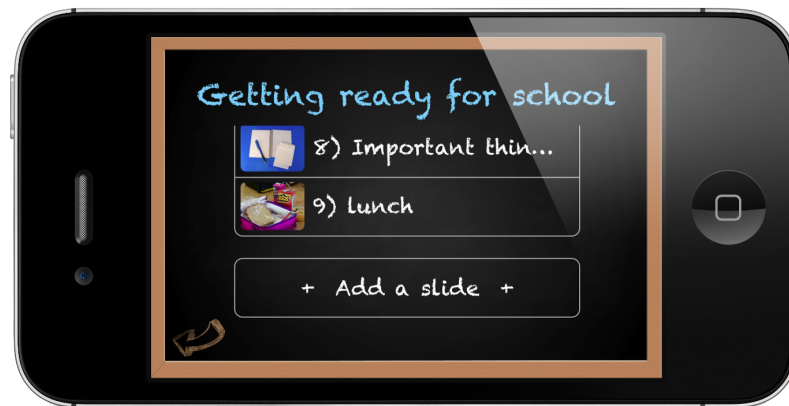 Getting ready for school
8) Important thin...
9) lunch
+ Add a slide +